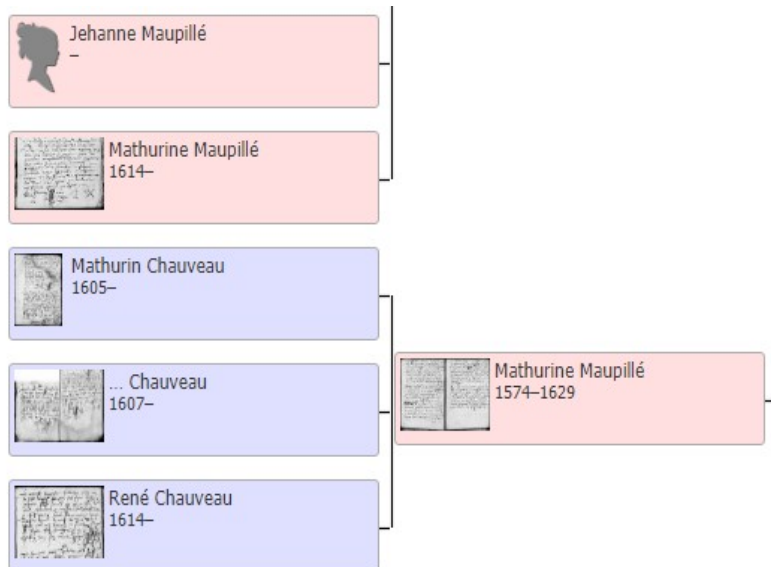 Jehanne Maupillé
–
Mathurine Maupillé
1614–
Mathurin Chauveau
1605–
... Chauveau
1607–
René Chauveau
1614–
Mathurine Maupillé
1574–1629